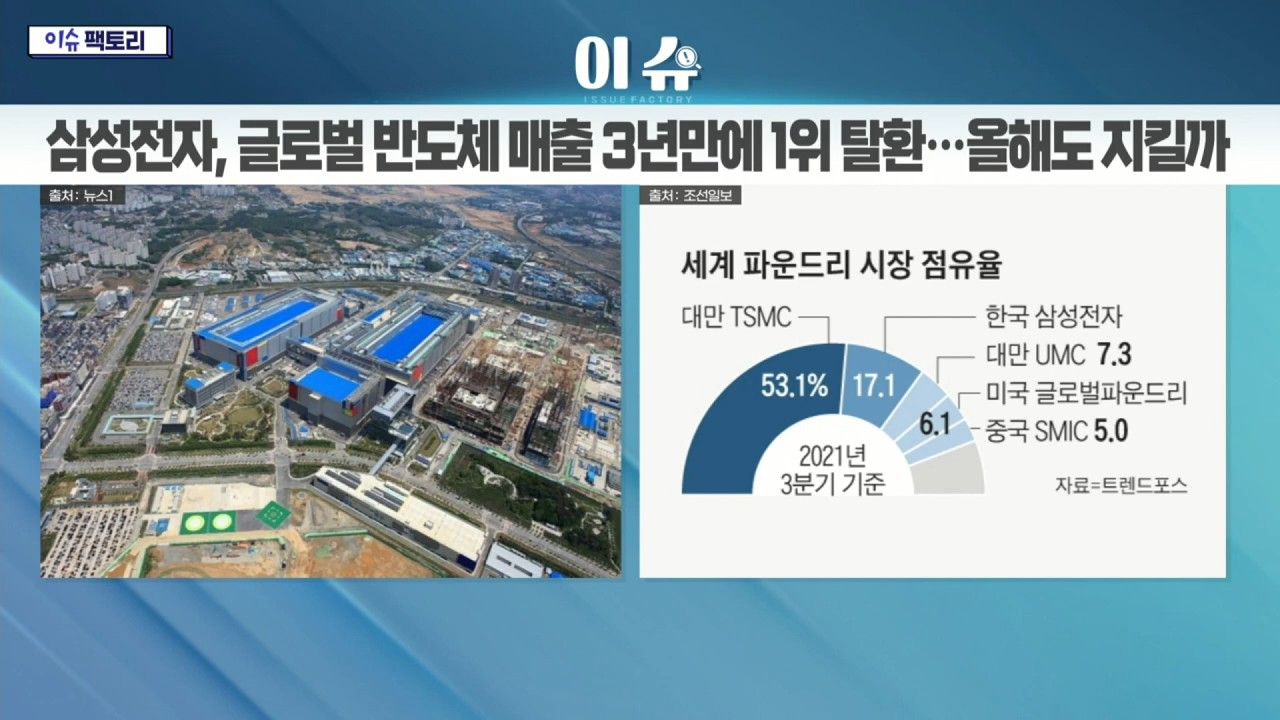 이슈 팩토리
이슈
ISSUE FACTORY
삼성전자, 글로벌 반도체 매출 3년만에 1위 탈환…올해도 지킬까
출처: 뉴스1
출처: 조선일보
세계 파운드리 시장 점유율
대만 TSMC
한국 삼성전자
대만 UMC 7.3
미국 글로벌파운드리
중국 SMIC 5.0
53.1%
17.1
6.1
2021년
3분기 기준
자료=트렌드포스